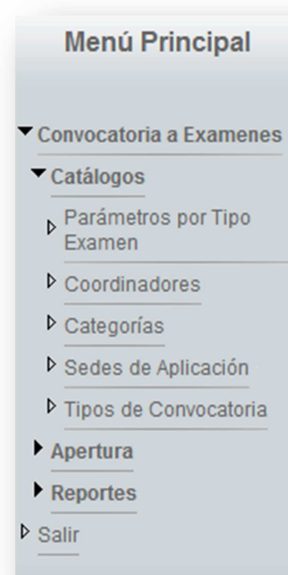 Menú Principal
Convocatoria a Examenes
Catálogos
Parámetros por Tipo
Examen
Coordinadores
Categorías
Sedes de Aplicación
Tipos de Convocatoria
Apertura
Reportes
Salir